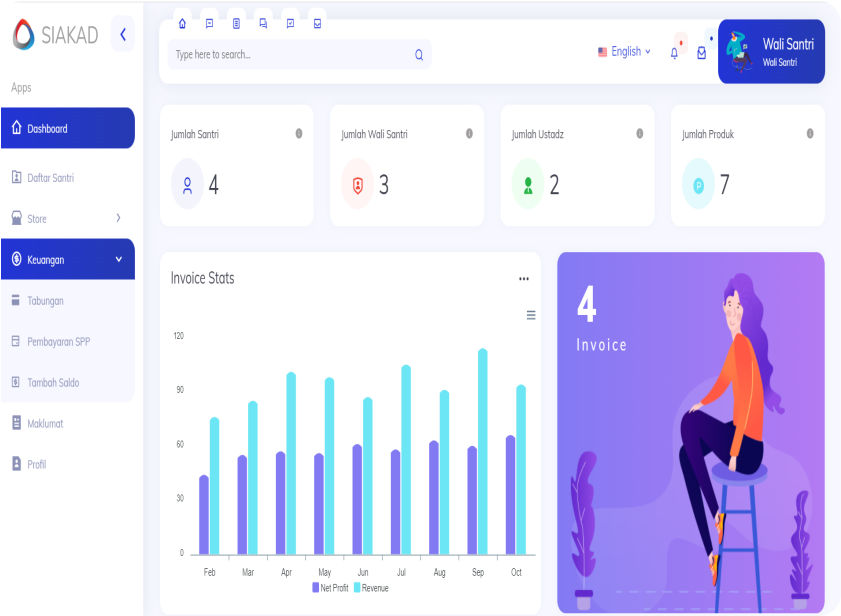 SIAKAD
Apps
Dashboard
Daftar Santri
Store
Keuangan
Tabungan
Pembayaran SPP
Tambah Saldo
Maklumat
Profil
Type here to search...
English
Wali Santri
Wali Santri
Jumlah Santri
4
Jumlah Wali Santri
3
Jumlah Ustadz
2
Jumlah Produk
7
Invoice Stats
120
90
60
30
0
Feb Mar Apr May Jun Jul Aug Sep Oct
Net Profit Revenue
4
Invoice